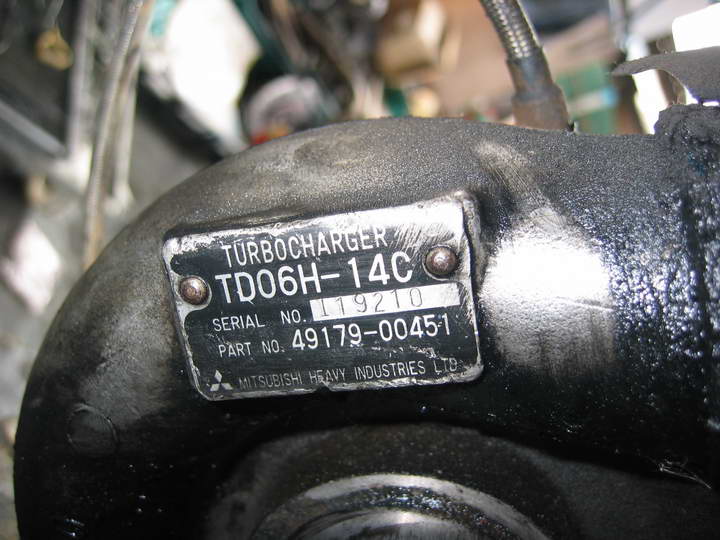 TURBOCHARGER
TD06H-14C
SERIAL NO. 119210
PART NO. 49179-00451
MITSUBISHI HEAVY INDUSTRIES LTD